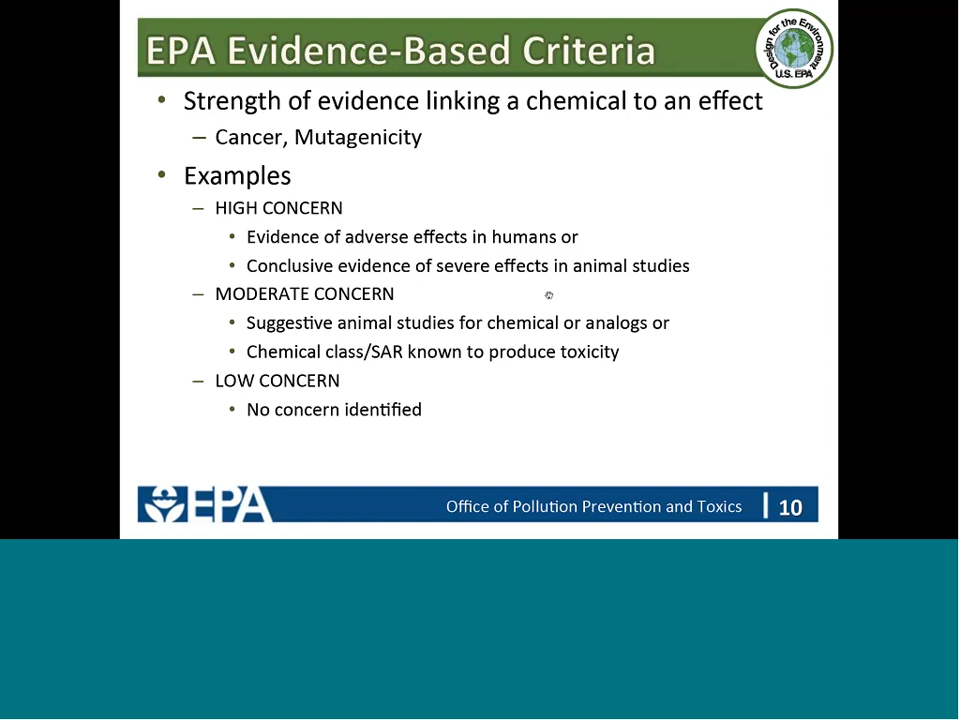 EPA Evidence-Based Criteria
Design for the Environment
U.S. EPA
• Strength of evidence linking a chemical to an effect
– Cancer, Mutagenicity
• Examples
– HIGH CONCERN
• Evidence of adverse effects in humans or
• Conclusive evidence of severe effects in animal studies
– MODERATE CONCERN
• Suggestive animal studies for chemical or analogs or
• Chemical class/SAR known to produce toxicity
– LOW CONCERN
• No concern identified
EPA
Office of Pollution Prevention and Toxics | 10